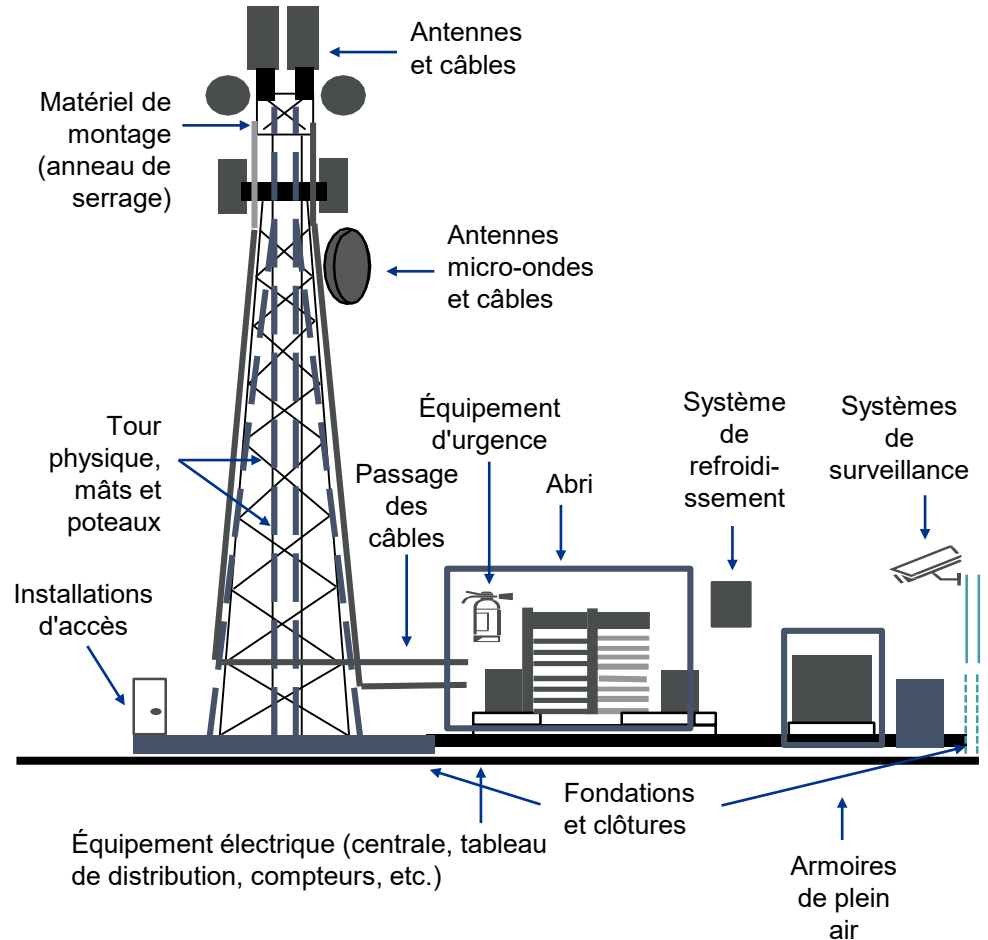 Antennes
et câbles
Matériel de
montage
(anneau de
serrage)
Antennes
micro-ondes
et câbles
Tour
physique,
mâts et
poteaux
Équipement
d'urgence
Passage
des
câbles
Abri
Système
de
refroidi-
ssement
Systèmes
de
surveillance
Installations
d'accès
Fondations
et clôtures
Équipement électrique (centrale, tableau
de distribution, compteurs, etc.)
Armoires
de plein
air